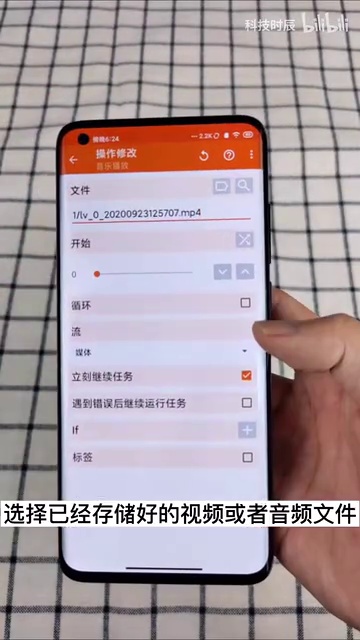 科技时辰 bilibili
傍晚6:24
2.2K
操作修改
音乐播放
文件
1/lv_0_20200923125707.mp4
开始
0
循环
流
媒体
立刻继续任务
遇到错误后继续运行任务
If
标签
选择已经存储好的视频或者音频文件